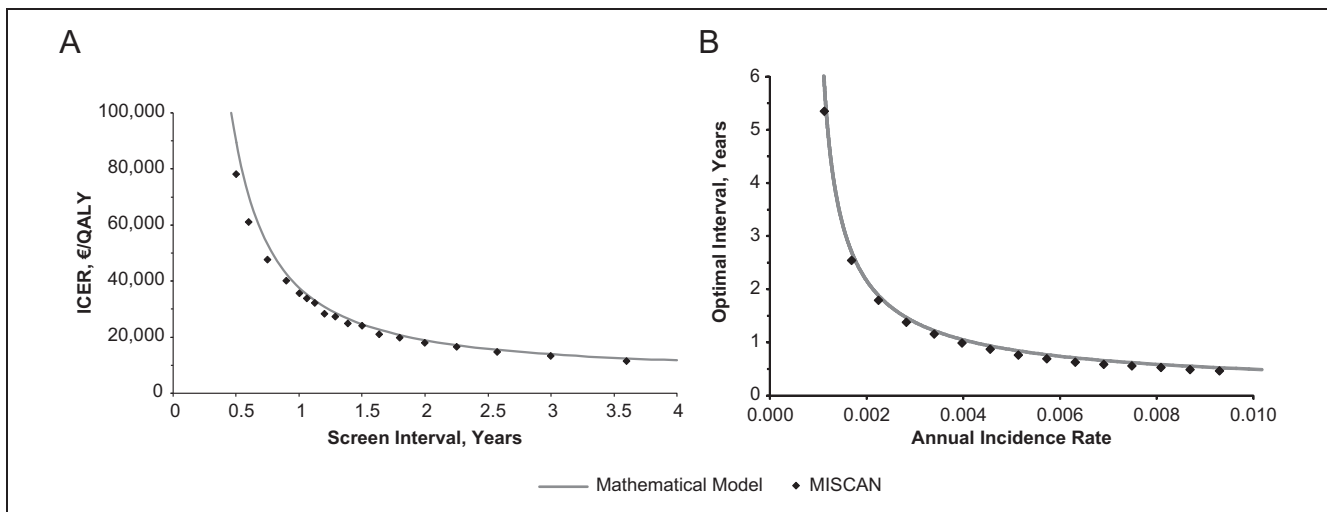 A
100,000
80,000
60,000
40,000
20,000
0
ICER, €/QALY
0 0.5 1 1.5 2 2.5 3 3.5 4
Screen Interval, Years
B
6
5
4
3
2
1
0
Optimal Interval, Years
0.000 0.002 0.004 0.006 0.008 0.010
Annual Incidence Rate
Mathematical Model MISCAN